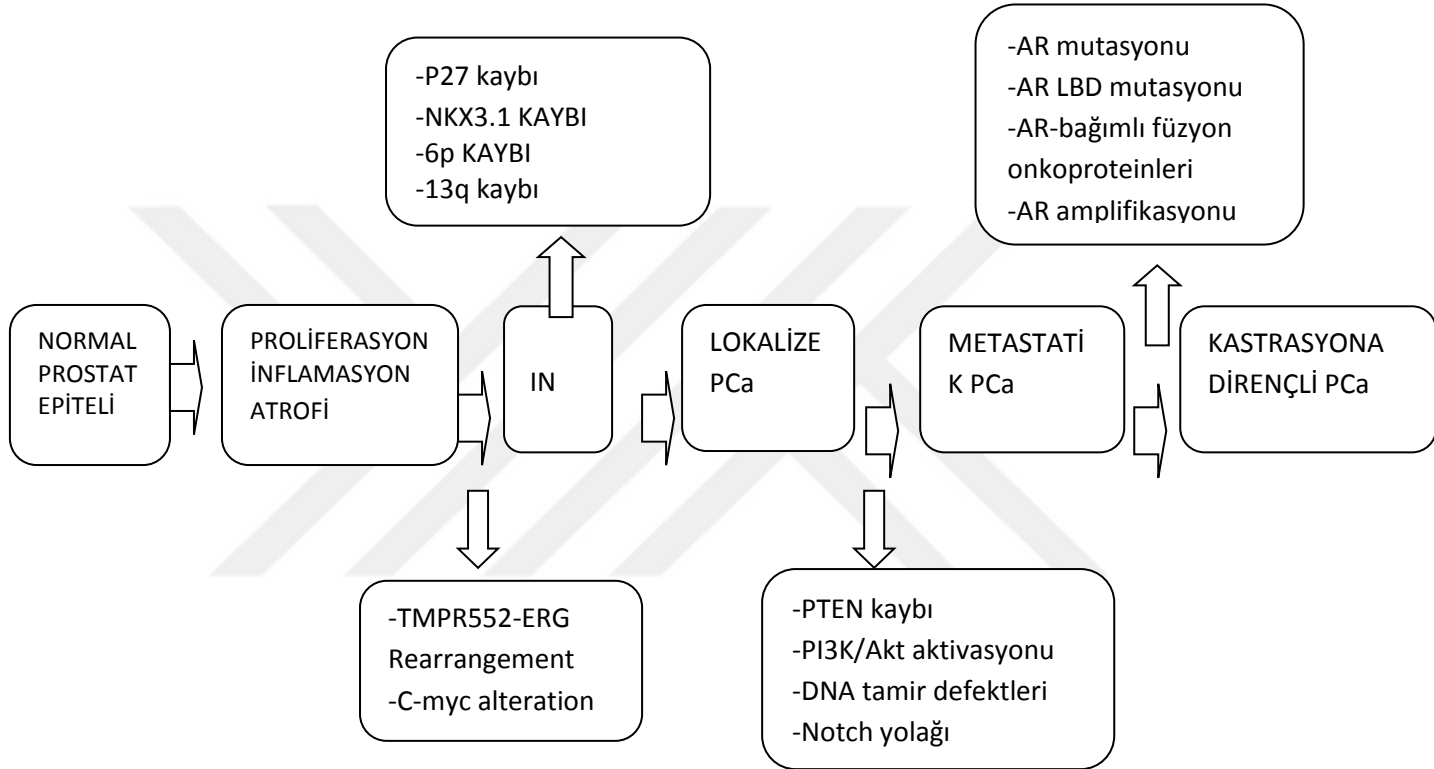 -P27 kaybı
-NKX3.1 KAYBI
-6p KAYBI
-13q kaybı
-AR mutasyonu
-AR LBD mutasyonu
-AR-bağımlı füzyon
onkoproteinleri
-AR amplifikasyonu
NORMAL
PROSTAT
EPİTELİ
PROLİFERASYON
İNFLAMASYON
ATROFİ
IN
LOKALİZE
PCa
METASTATİ
K PCa
KASTRASYONA
DİRENÇLİ PCa
-TMPR552-ERG
Rearrangement
-C-myc alteration
-PTEN kaybı
-PI3K/Akt aktivasyonu
-DNA tamir defektleri
-Notch yolağı